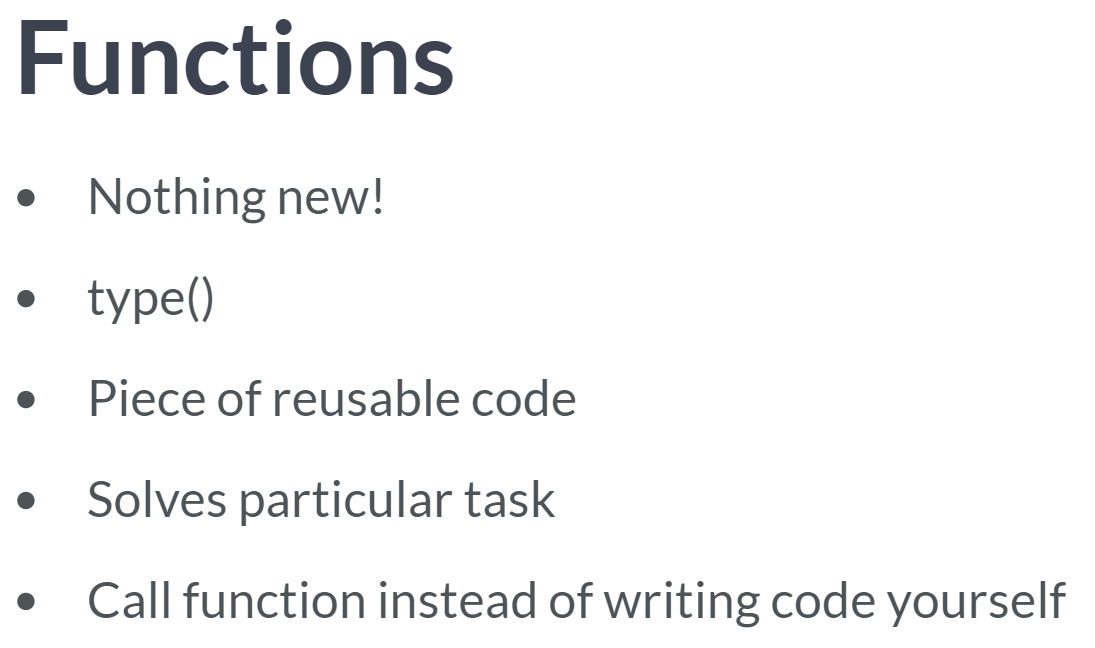 Functions
• Nothing new!
• type()
• Piece of reusable code
• Solves particular task
• Call function instead of writing code yourself